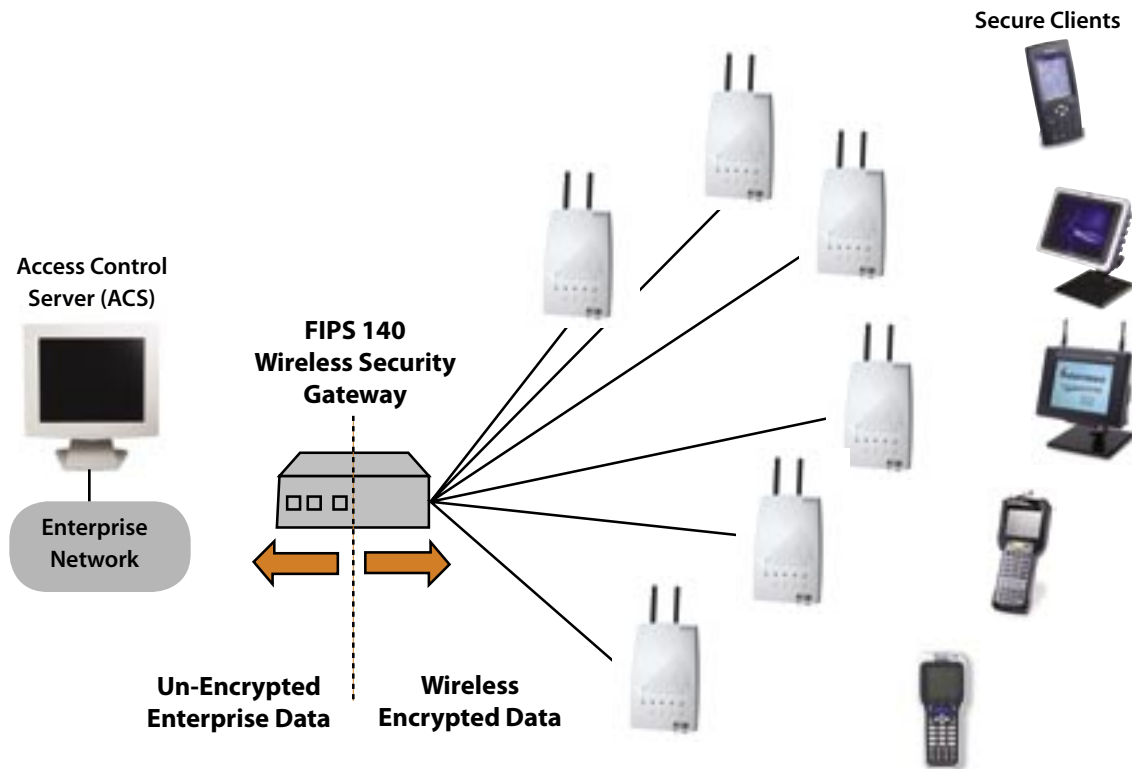 Secure Clients
Access Control
Server (ACS)
FIPS 140
Wireless Security
Gateway
Enterprise
Network
Un-Encrypted
Enterprise Data
Wireless
Encrypted Data